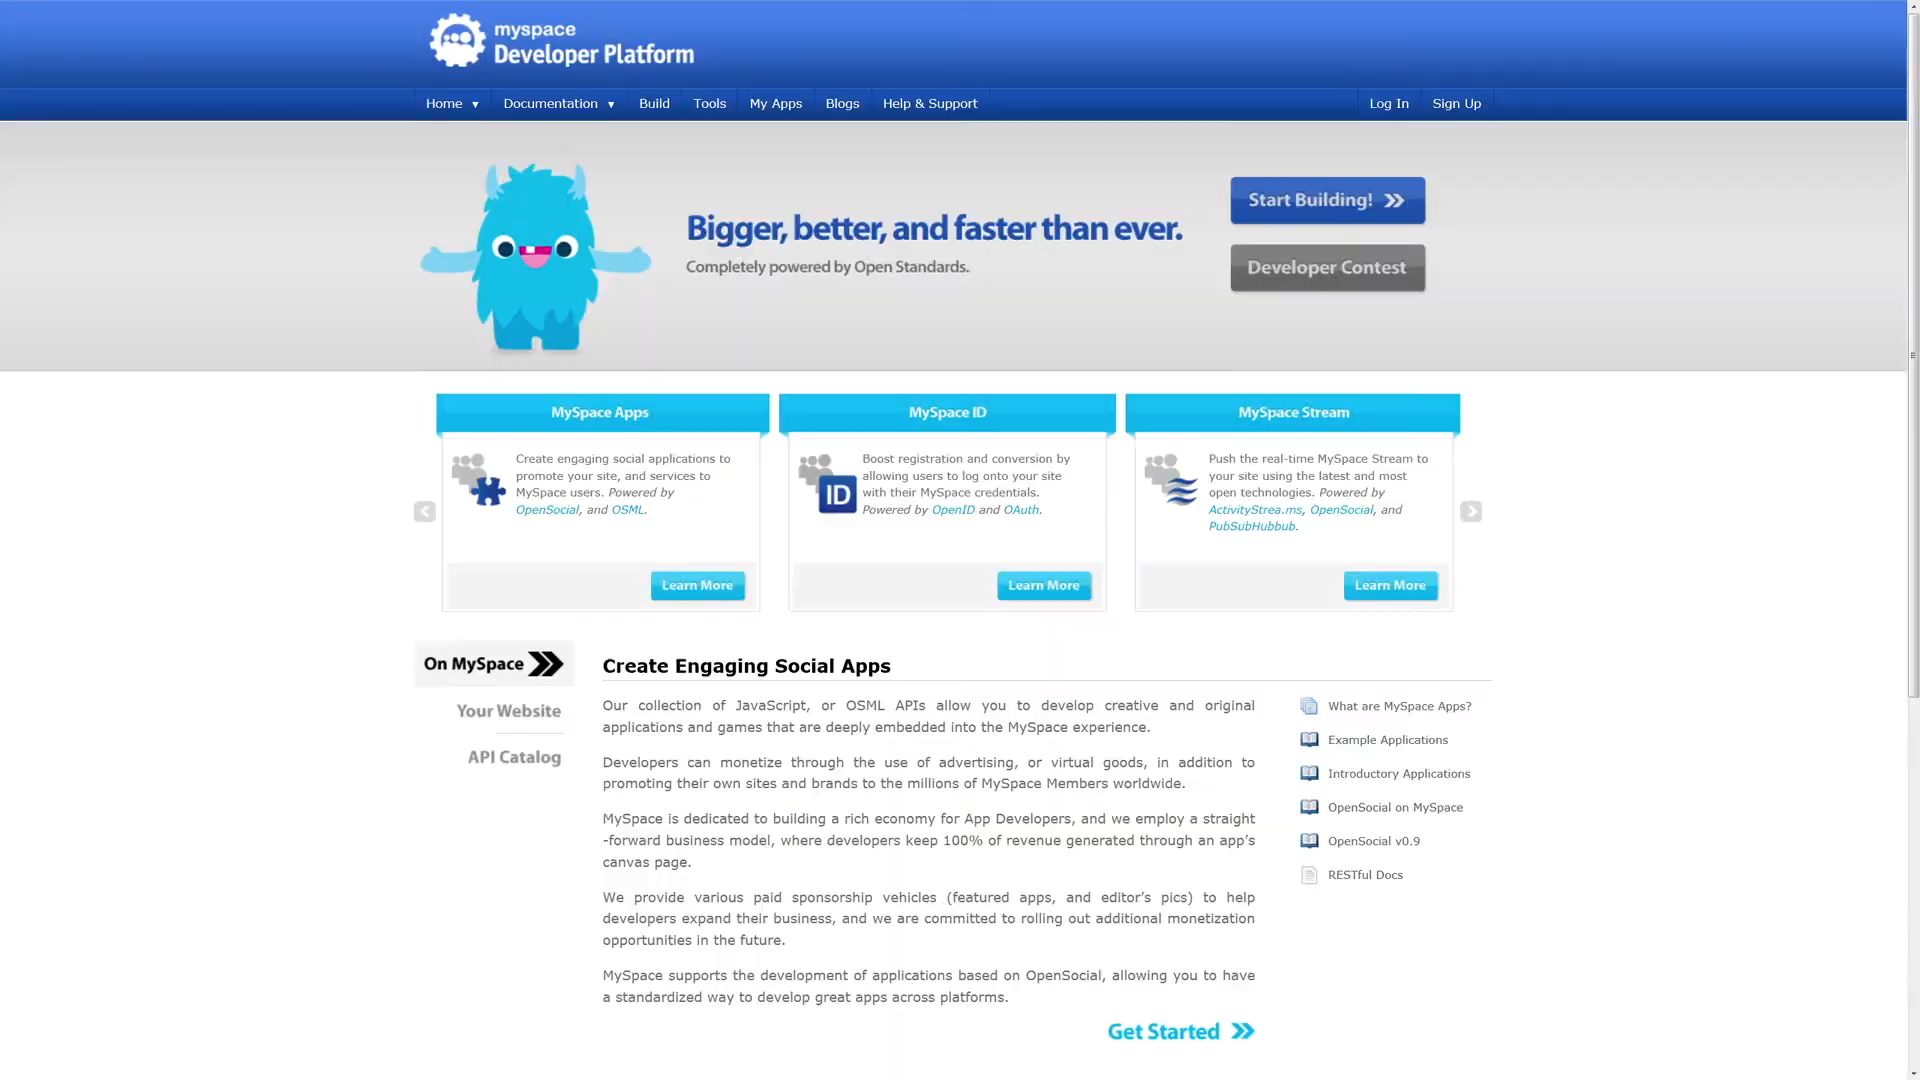 myspace
Developer Platform
Home ▼ Documentation ▼ Build Tools My Apps Blogs Help & Support Log In Sign Up
Bigger, better, and faster than ever.
Completely powered by Open Standards.
Start Building!
Developer Contest
MySpace Apps
Create engaging social applications to
promote your site, and services to
MySpace users. Powered by
OpenSocial, and OSML.
Learn More
MySpace ID
ID
Boost registration and conversion by
allowing users to log onto your site
with their MySpace credentials.
Powered by OpenID and OAuth.
Learn More
MySpace Stream
Push the real-time MySpace Stream to
your site using the latest and most
open technologies. Powered by
ActivityStrea.ms, OpenSocial, and
PubSubHubbub.
Learn More
On MySpace
Your Website
API Catalog
Create Engaging Social Apps
Our collection of JavaScript, or OSML APIs allow you to develop creative and original
applications and games that are deeply embedded into the MySpace experience.
Developers can monetize through the use of advertising, or virtual goods, in addition to
promoting their own sites and brands to the millions of MySpace Members worldwide.
MySpace is dedicated to building a rich economy for App Developers, and we employ a straight
-forward business model, where developers keep 100% of revenue generated through an app’s
canvas page.
We provide various paid sponsorship vehicles (featured apps, and editor’s pics) to help
developers expand their business, and we are committed to rolling out additional monetization
opportunities in the future.
MySpace supports the development of applications based on OpenSocial, allowing you to have
a standardized way to develop great apps across platforms.
Get Started
What are MySpace Apps?
Example Applications
Introductory Applications
OpenSocial on MySpace
OpenSocial v0.9
RESTful Docs